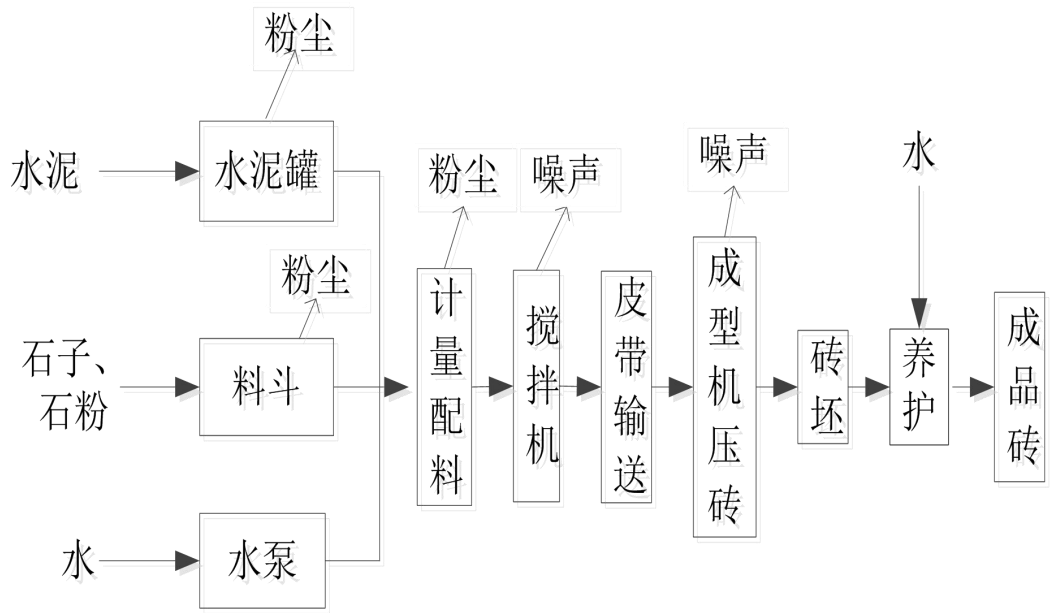 粉尘
水泥
水泥罐
粉尘
噪声
噪声
水
粉尘
石子、
石粉
料斗
计量配料
搅拌机
皮带输送
成型机压砖
砖坯
养护
成品砖
水
水泵